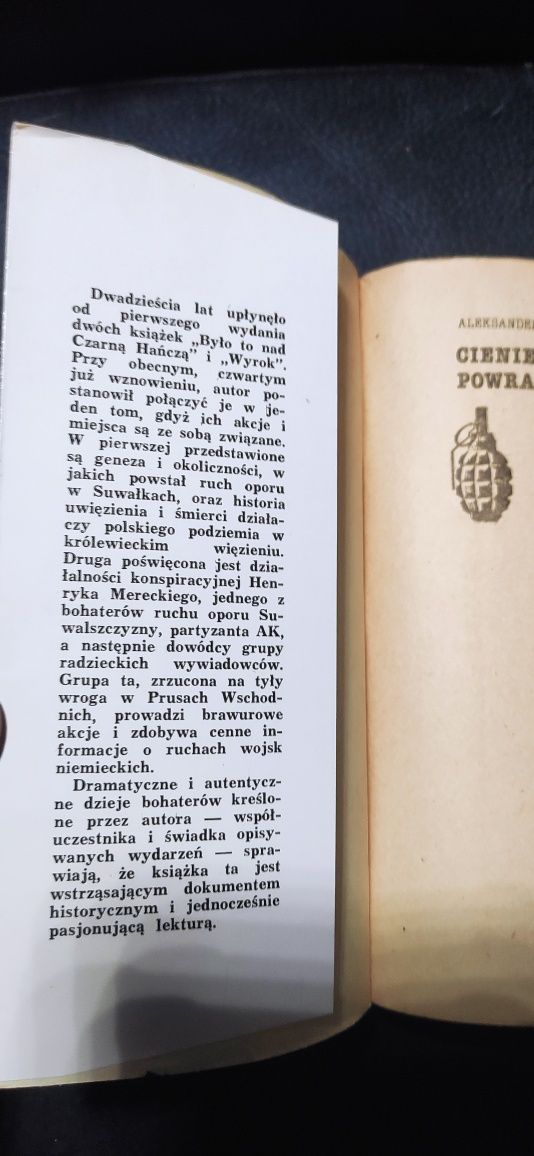 Dwadzieścia lat upłynęło
od pierwszego wydania
dwóch książek „Było to nad
Czarną Hańczą” i „Wyrok”.
Przy obecnym, czwartym
już wznowieniu, autor po-
stanowił połączyć je w je-
den tom, gdyż ich akcje i
miejsca są ze sobą związane.
W pierwszej przedstawione
są geneza i okoliczności, w
jakich powstał ruch oporu
w Suwałkach, oraz historia
uwięzienia i śmierci działa-
czy polskiego podziemia w
królewieckim więzieniu.
Druga poświęcona jest dzia-
łalności konspiracyjnej Hen-
ryka Mereckiego, jednego z
bohaterów ruchu oporu Su-
walszczyzny, partyzanta AK,
a następnie dowódcy grupy
radzieckich wywiadowców.
Grupa ta, zrzucona na tyły
wroga w Prusach Wschod-
nich, prowadzi brawurowe
akcje i zdobywa cenne in-
formacje o ruchach wojsk
niemieckich.
Dramatyczne i autentycz-
ne dzieje bohaterów kreślo-
ne przez autora — współ-
uczestnika i świadka opisy-
wanych wydarzeń — spra-
wiają, że książka ta jest
wstrząsającym dokumentem
historycznym i jednocześnie
pasjonującą lekturą.
ALEKSANDE
CIENIE
POWRA